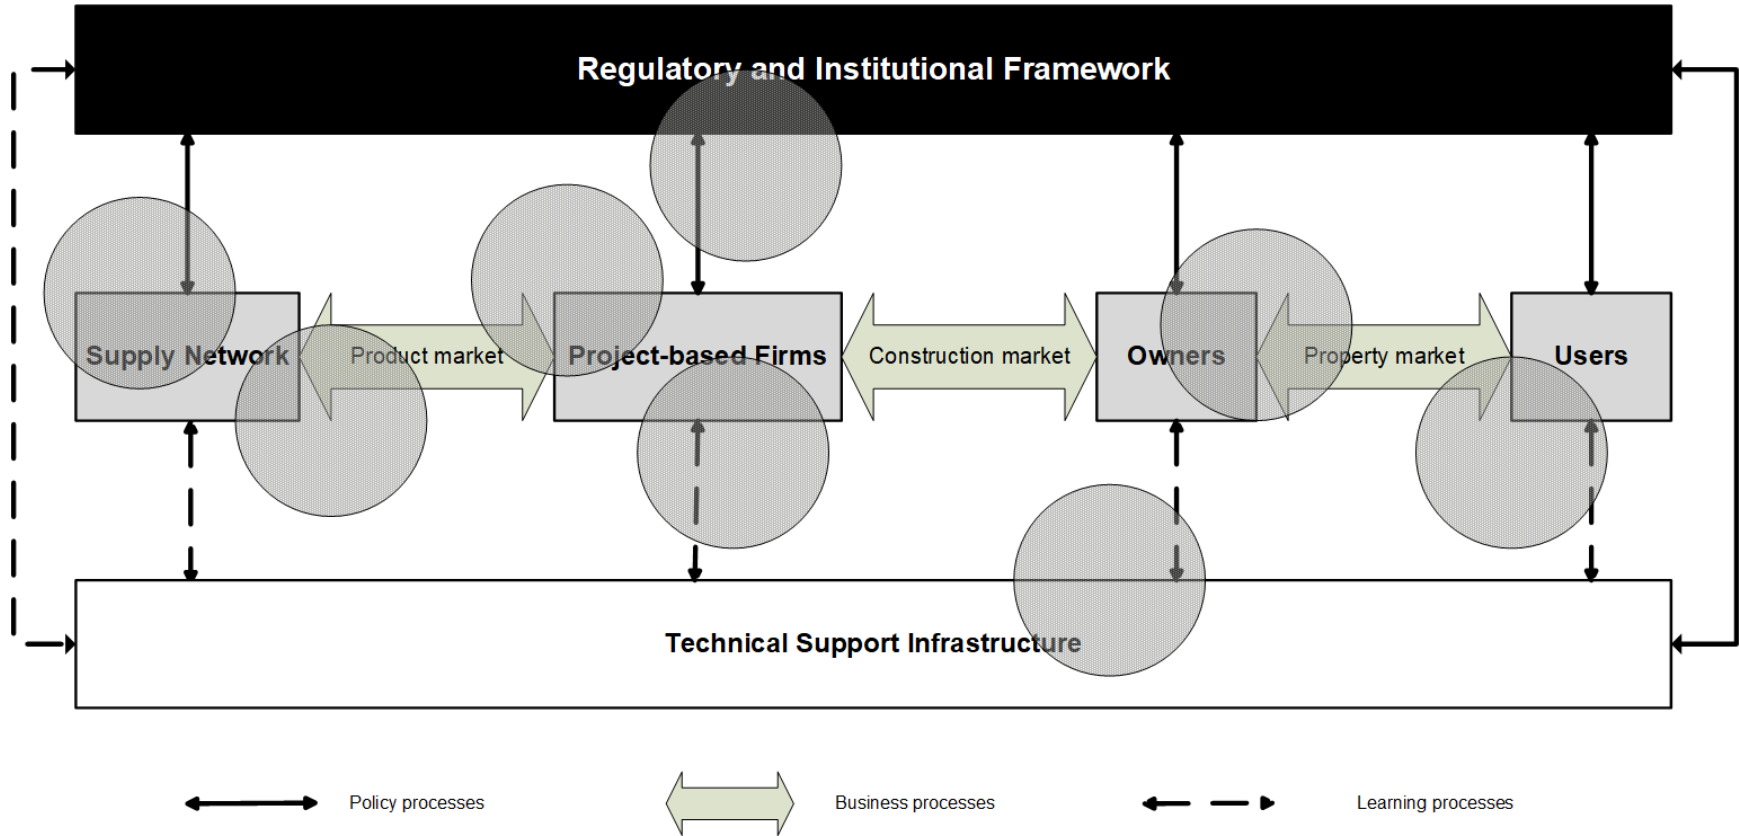 Regulatory and Institutional Framework
Supply Network
Product market
Project-based Firms
Construction market
Owners
Property market
Users
Technical Support Infrastructure
Policy processes
Business processes
Learning processes